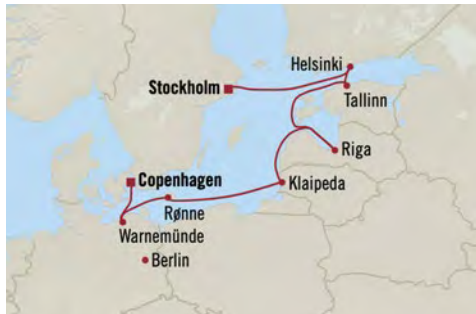 Helsinki
Stockholm
Tallinn
Riga
Copenhagen
Klaipeda
Rønne
Warnemünde
Berlin